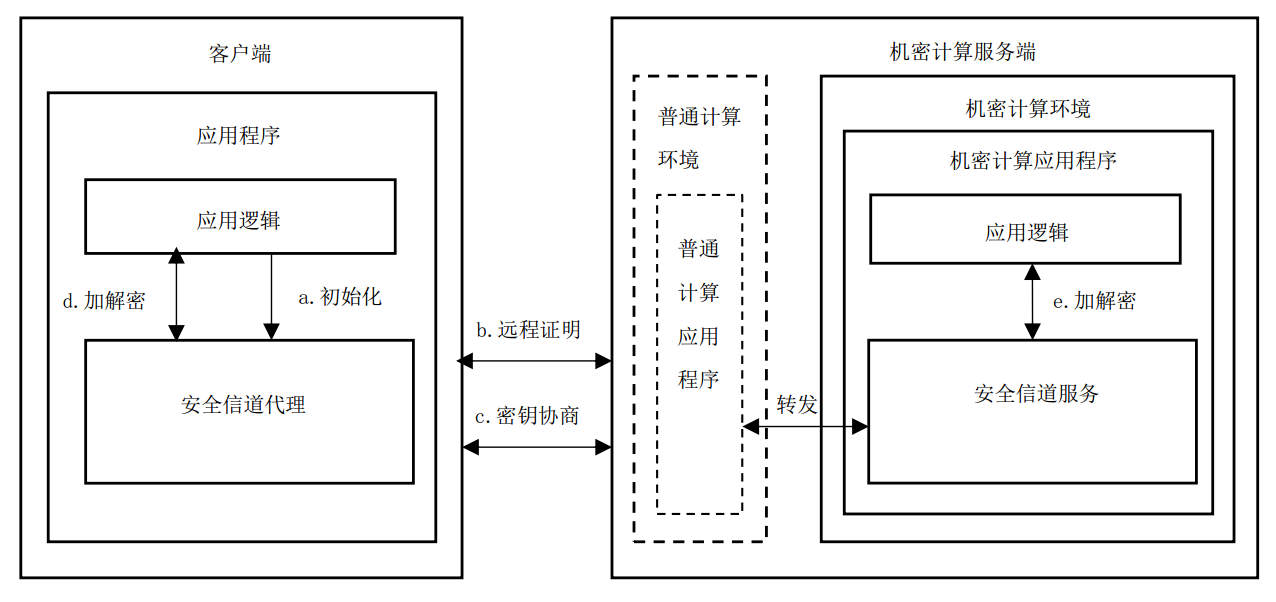 客户端
应用程序
应用逻辑
d.加解密
a.初始化
安全信道代理
b.远程证明
c.密钥协商
机密计算服务端
普通计算
环境
普通
计算
应用
程序
转发
机密计算环境
机密计算应用程序
应用逻辑
e.加解密
安全信道服务